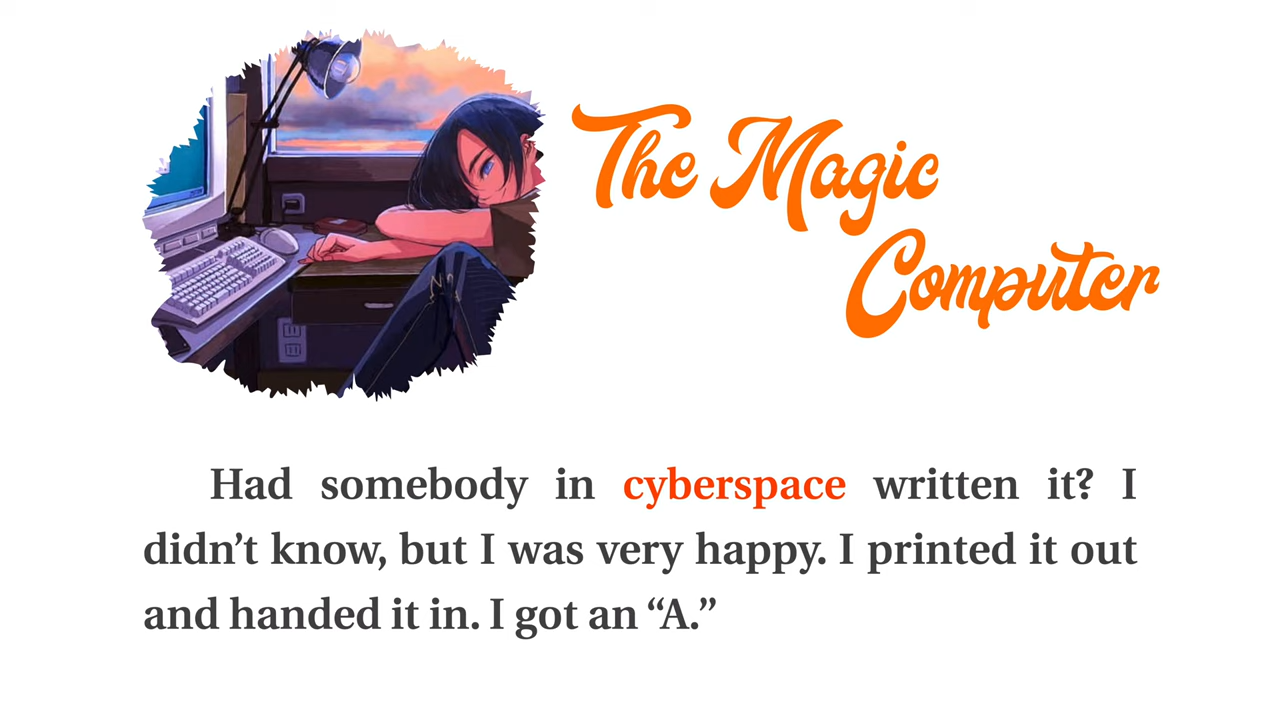 The Magic
Computer
Had somebody in cyberspace written it? I
didn’t know, but I was very happy. I printed it out
and handed it in. I got an “A.”